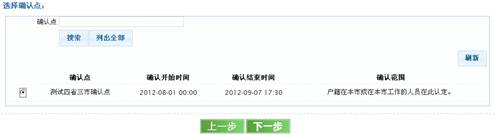 选择确认点：
确认点
搜索 列出全部
刷新
确认点 确认开始时间 确认结束时间 确认范围
测试四省三市确认点 2012-08-01 00:00 2012-09-07 17:30 户籍在本市或在本市工作的人员在此认定。
上一步 下一步